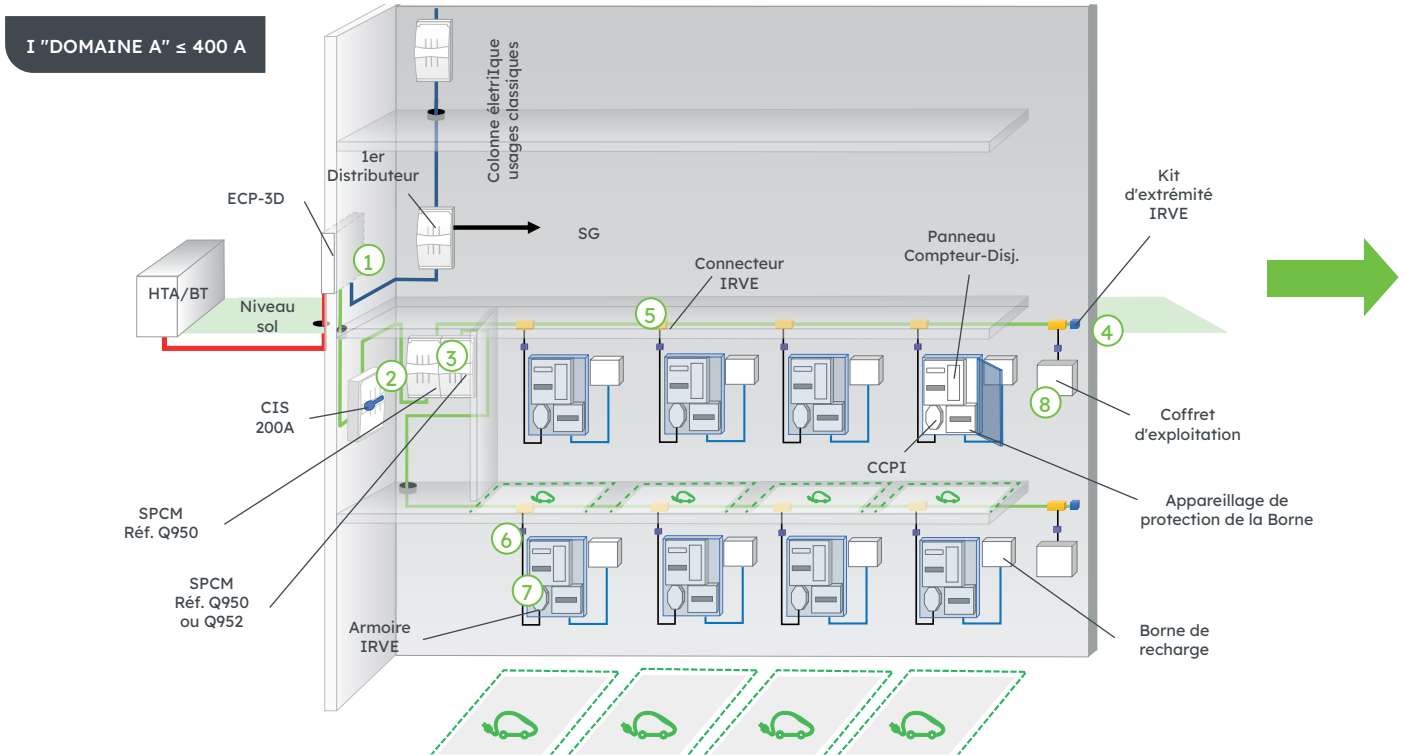 I "DOMAINE A" ≤ 400 A
Colonne életriIque
usages classiques
1er
Distributeur
ECP-3D
1
SG
HTA/BT
Niveau
sol
Connecteur
IRVE
Panneau
Compteur-Disj.
Kit
d'extrémité
IRVE
5
4
3
2
CIS
200A
8
Coffret
d'exploitation
CCPI
SPCM
Réf. Q950
Appareillage de
protection de la Borne
6
SPCM
Réf. Q950
ou Q952
7
Armoire
IRVE
Borne de
recharge